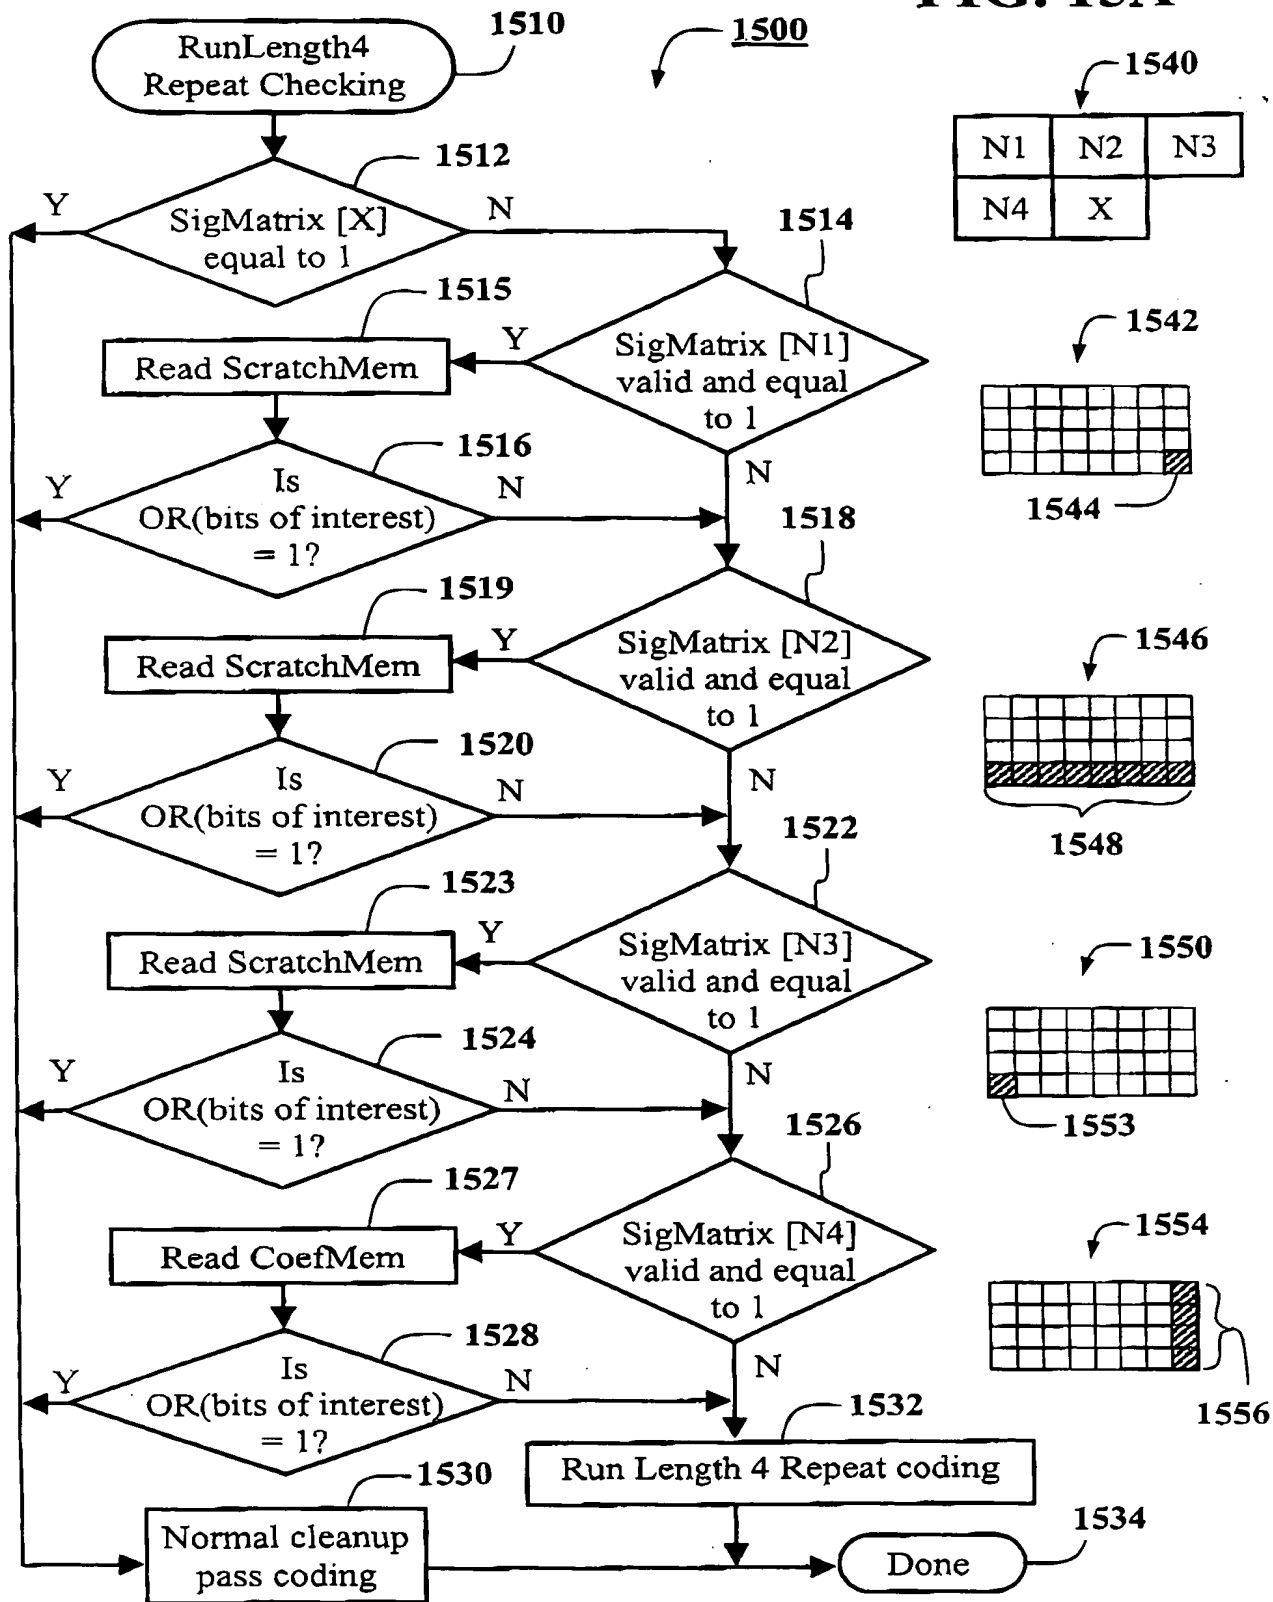 FIG. 15A
1510
RunLength4
Repeat Checking
1500
1540
N1 N2 N3
N4 X
1512
SigMatrix [X]
equal to 1
Y
N
1514
SigMatrix [N1]
valid and equal
to 1
Y
N
1515
Read ScratchMem
1542
1544
1516
Is
OR(bits of interest)
= 1?
Y
N
1518
SigMatrix [N2]
valid and equal
to 1
Y
N
1519
Read ScratchMem
1546
1548
1520
Is
OR(bits of interest)
= 1?
Y
N
1522
SigMatrix [N3]
valid and equal
to 1
Y
N
1523
Read ScratchMem
1550
1553
1524
Is
OR(bits of interest)
= 1?
Y
N
1526
SigMatrix [N4]
valid and equal
to 1
Y
N
1527
Read CoefMem
1554
1556
1528
Is
OR(bits of interest)
= 1?
Y
N
1532
Run Length 4 Repeat coding
1530
Normal cleanup
pass coding
1534
Done